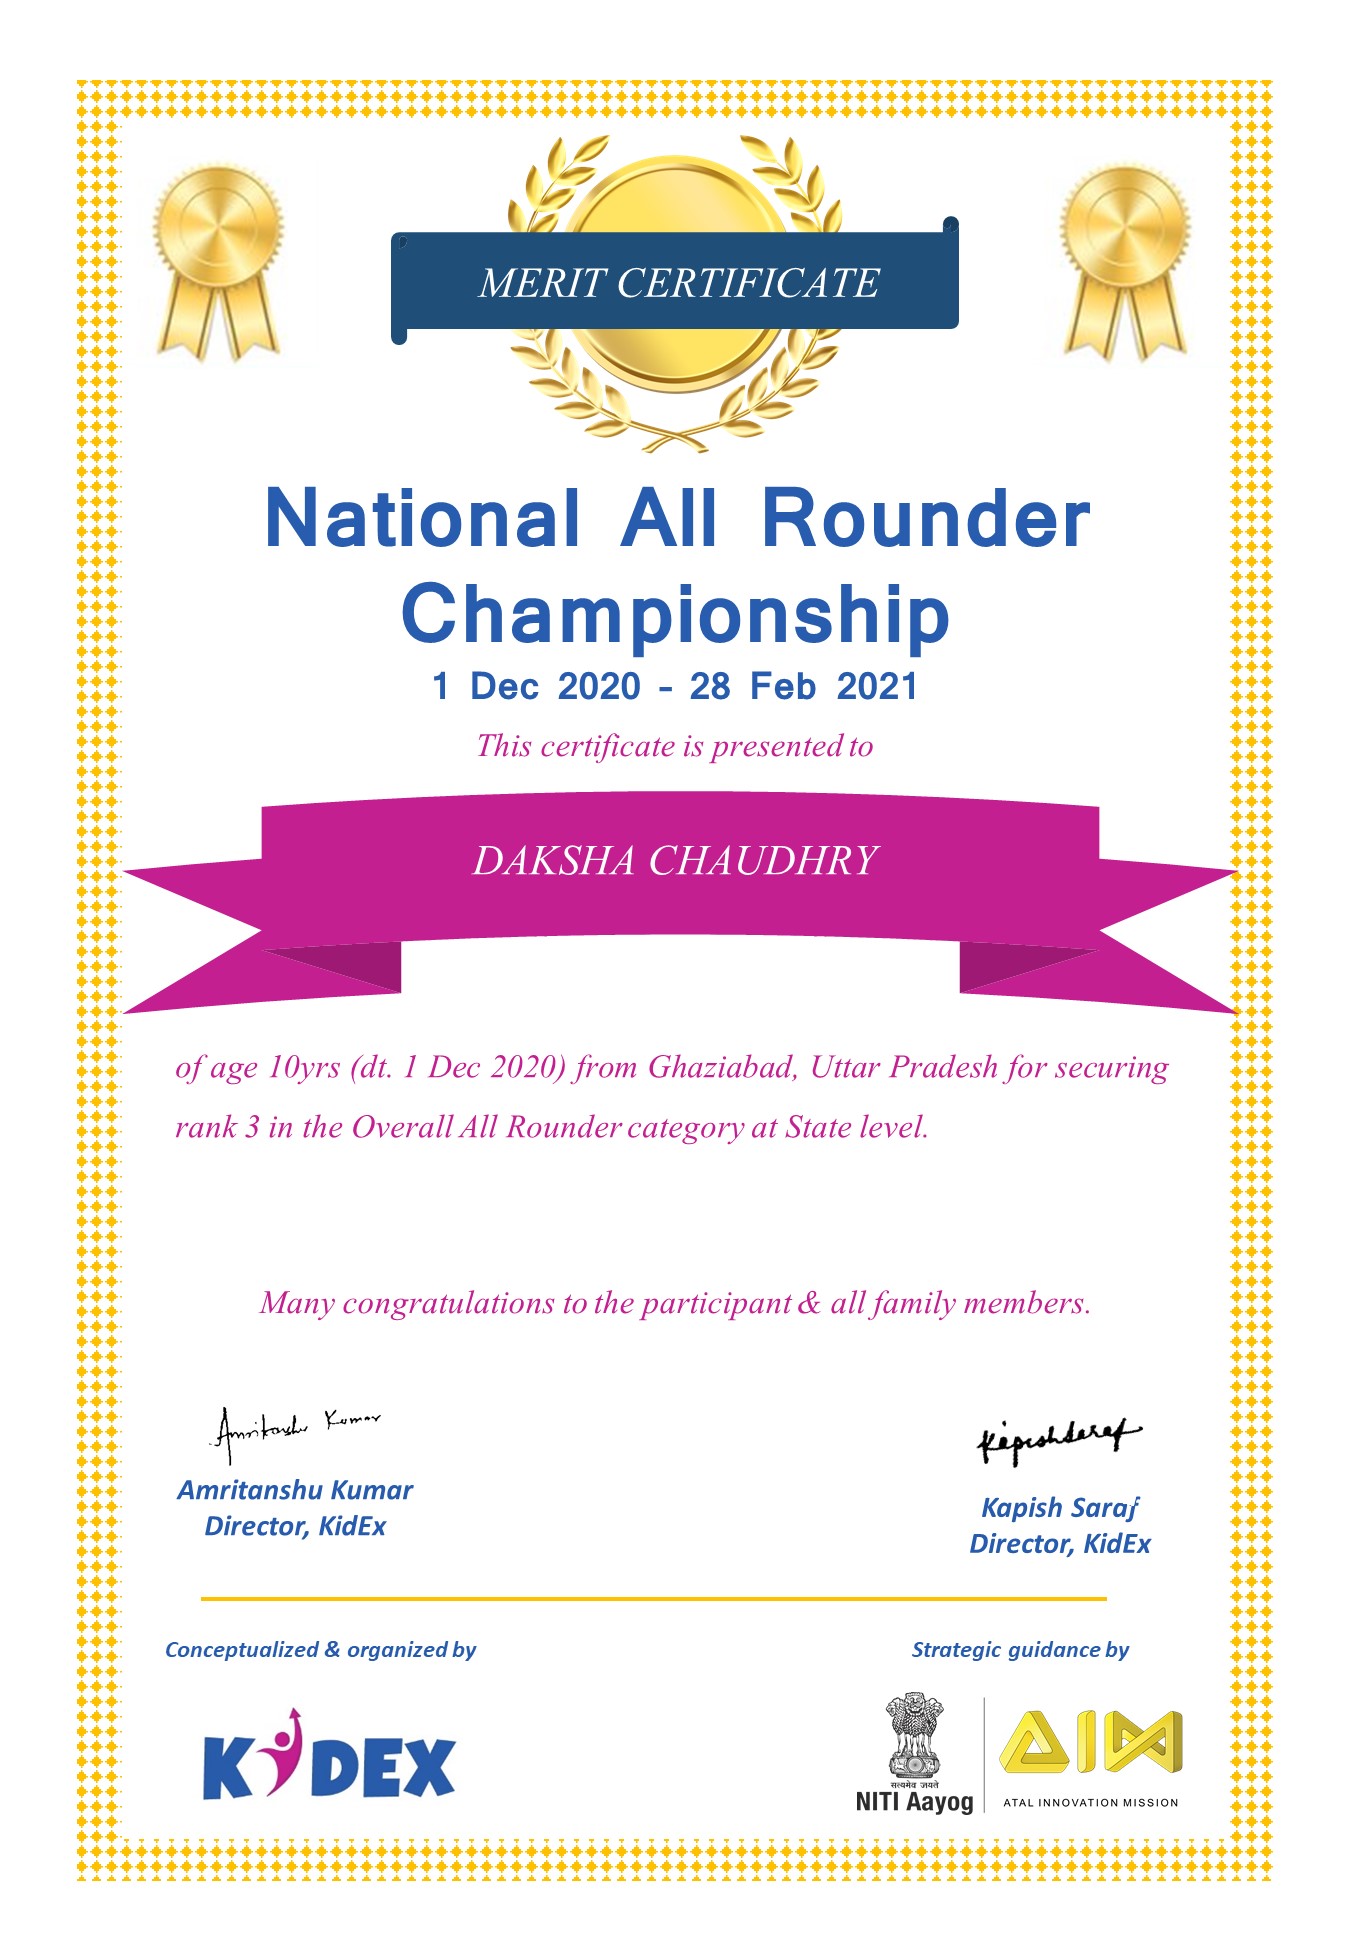 MERIT CERTIFICATE
National All Rounder
Championship
1 Dec 2020 - 28 Feb 2021
This certificate is presented to
DAKSHA CHAUDHRY
of age 10yrs (dt. 1 Dec 2020) from Ghaziabad, Uttar Pradesh for securing
rank 3 in the Overall All Rounder category at State level.
Many congratulations to the participant & all family members.
Amritanshu Kumar
Kapish Saraf
Amritanshu Kumar
Director, KidEx
Kapish Saraf
Director, KidEx
Conceptualized & organized by
Strategic guidance by
KIDEX
सत्यमेव जयते
NITI Aayog
AIM
ATAL INNOVATION MISSION